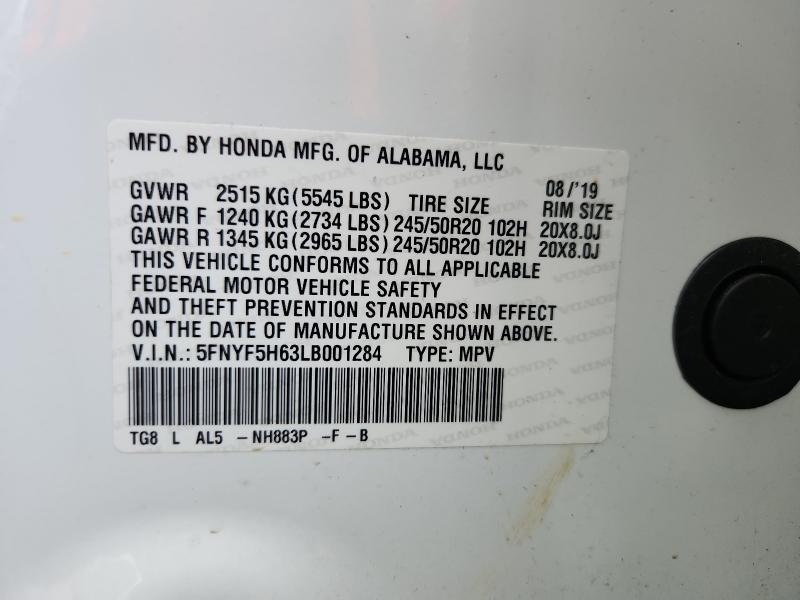 MFD. BY HONDA MFG. OF ALABAMA, LLC
08/'19
GVWR 2515 KG(5545 LBS) TIRE SIZE RIM SIZE
GAWR F 1240 KG(2734 LBS) 245/50R20 102H 20X8.0J
GAWR R 1345 KG(2965 LBS) 245/50R20 102H 20X8.0J
THIS VEHICLE CONFORMS TO ALL APPLICABLE
FEDERAL MOTOR VEHICLE SAFETY
AND THEFT PREVENTION STANDARDS IN EFFECT
ON THE DATE OF MANUFACTURE SHOWN ABOVE.
V.I.N.: 5FNYF5H63LB001284 TYPE: MPV
TG8 L AL5 - NH883P - F - B